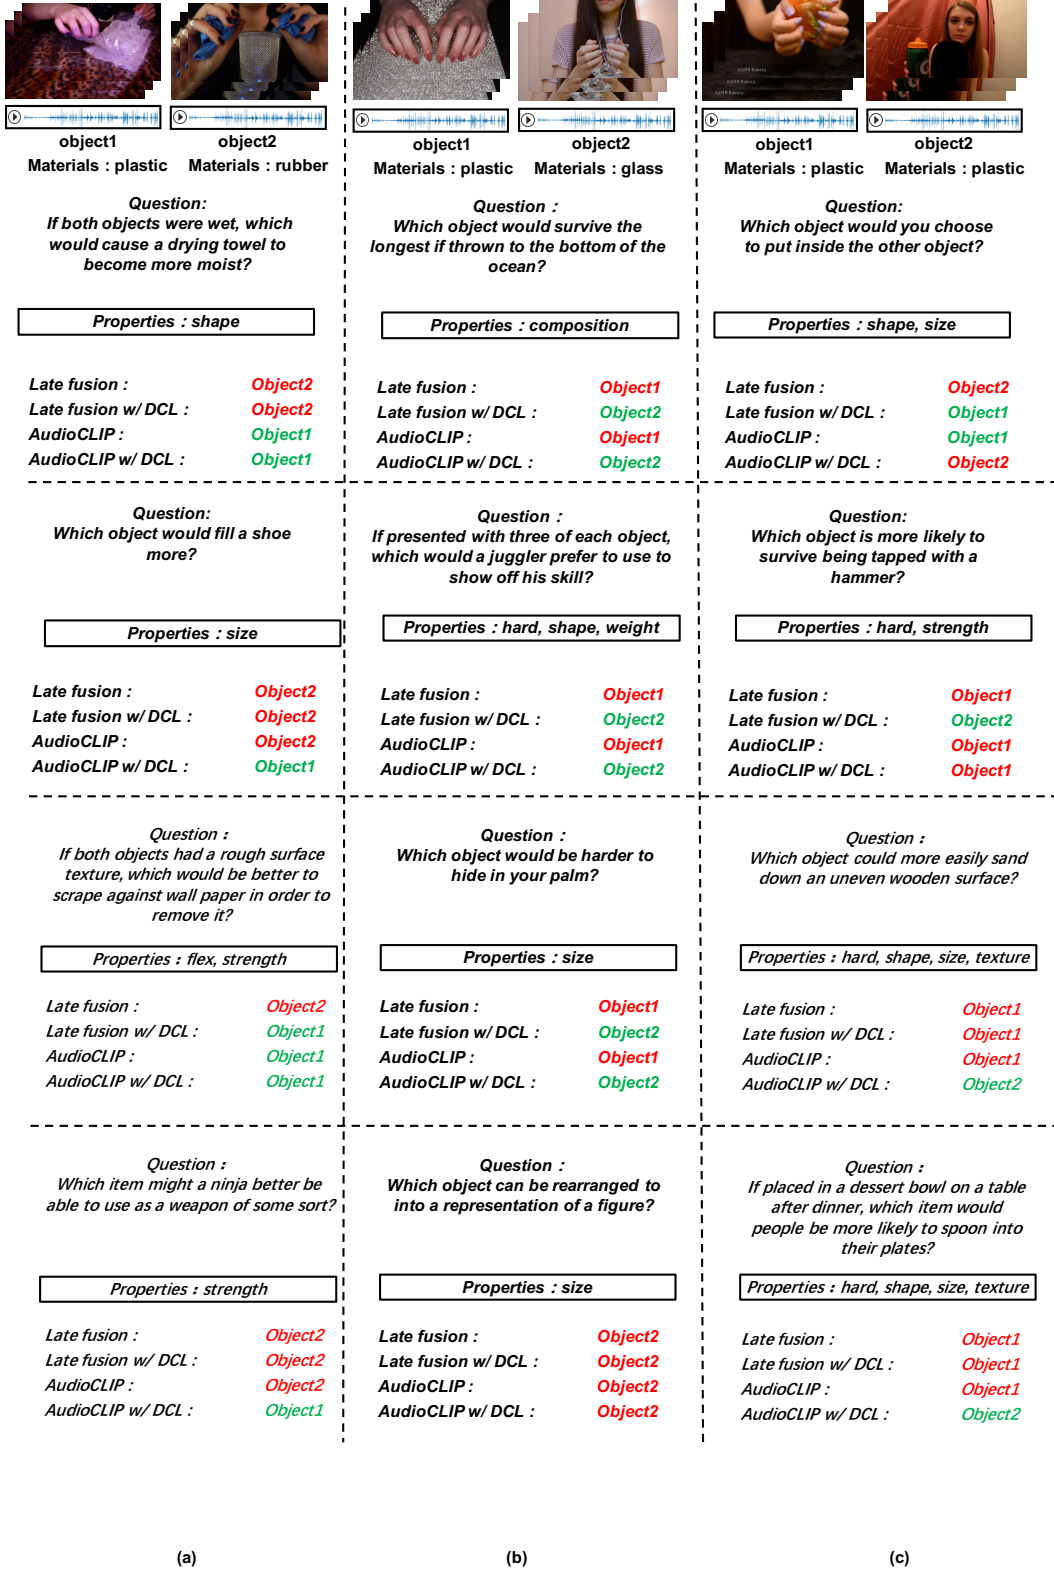 object1
object2
Materials : plastic
Materials : rubber
Question:
If both objects were wet, which
would cause a drying towel to
become more moist?
Properties : shape
Late fusion : Object2
Late fusion w/ DCL : Object2
AudioCLIP : Object1
AudioCLIP w/ DCL : Object1
Question:
Which object would fill a shoe
more?
Properties : size
Late fusion : Object2
Late fusion w/ DCL : Object2
AudioCLIP : Object2
AudioCLIP w/ DCL : Object1
Question :
If both objects had a rough surface
texture, which would be better to
scrape against wall paper in order to
remove it?
Properties : flex, strength
Late fusion : Object2
Late fusion w/ DCL : Object1
AudioCLIP : Object1
AudioCLIP w/ DCL : Object1
Question :
Which item might a ninja better be
able to use as a weapon of some sort?
Properties : strength
Late fusion : Object2
Late fusion w/ DCL : Object2
AudioCLIP : Object2
AudioCLIP w/ DCL : Object1
(a)
object1
object2
Materials : plastic
Materials : glass
Question :
Which object would survive the
longest if thrown to the bottom of the
ocean?
Properties : composition
Late fusion : Object1
Late fusion w/ DCL : Object2
AudioCLIP : Object1
AudioCLIP w/ DCL : Object2
Question :
If presented with three of each object,
which would a juggler prefer to use to
show off his skill?
Properties : hard, shape, weight
Late fusion : Object1
Late fusion w/ DCL : Object2
AudioCLIP : Object1
AudioCLIP w/ DCL : Object2
Question :
Which object would be harder to
hide in your palm?
Properties : size
Late fusion : Object1
Late fusion w/ DCL : Object2
AudioCLIP : Object1
AudioCLIP w/ DCL : Object2
Question :
Which object can be rearranged to
into a representation of a figure?
Properties : size
Late fusion : Object2
Late fusion w/ DCL : Object2
AudioCLIP : Object2
AudioCLIP w/ DCL : Object2
(b)
ASMR Bakery
ASMR Bakery
ASMR Bakery
object1
object2
Materials : plastic
Materials : plastic
Question:
Which object would you choose
to put inside the other object?
Properties : shape, size
Late fusion : Object2
Late fusion w/ DCL : Object1
AudioCLIP : Object1
AudioCLIP w/ DCL : Object2
Question:
Which object is more likely to
survive being tapped with a
hammer?
Properties : hard, strength
Late fusion : Object1
Late fusion w/ DCL : Object2
AudioCLIP : Object1
AudioCLIP w/ DCL : Object1
Question :
Which object could more easily sand
down an uneven wooden surface?
Properties : hard, shape, size, texture
Late fusion : Object1
Late fusion w/ DCL : Object1
AudioCLIP : Object1
AudioCLIP w/ DCL : Object2
Question :
If placed in a dessert bowl on a table
after dinner, which item would
people be more likely to spoon into
their plates?
Properties : hard, shape, size, texture
Late fusion : Object1
Late fusion w/ DCL : Object1
AudioCLIP : Object1
AudioCLIP w/ DCL : Object2
(c)